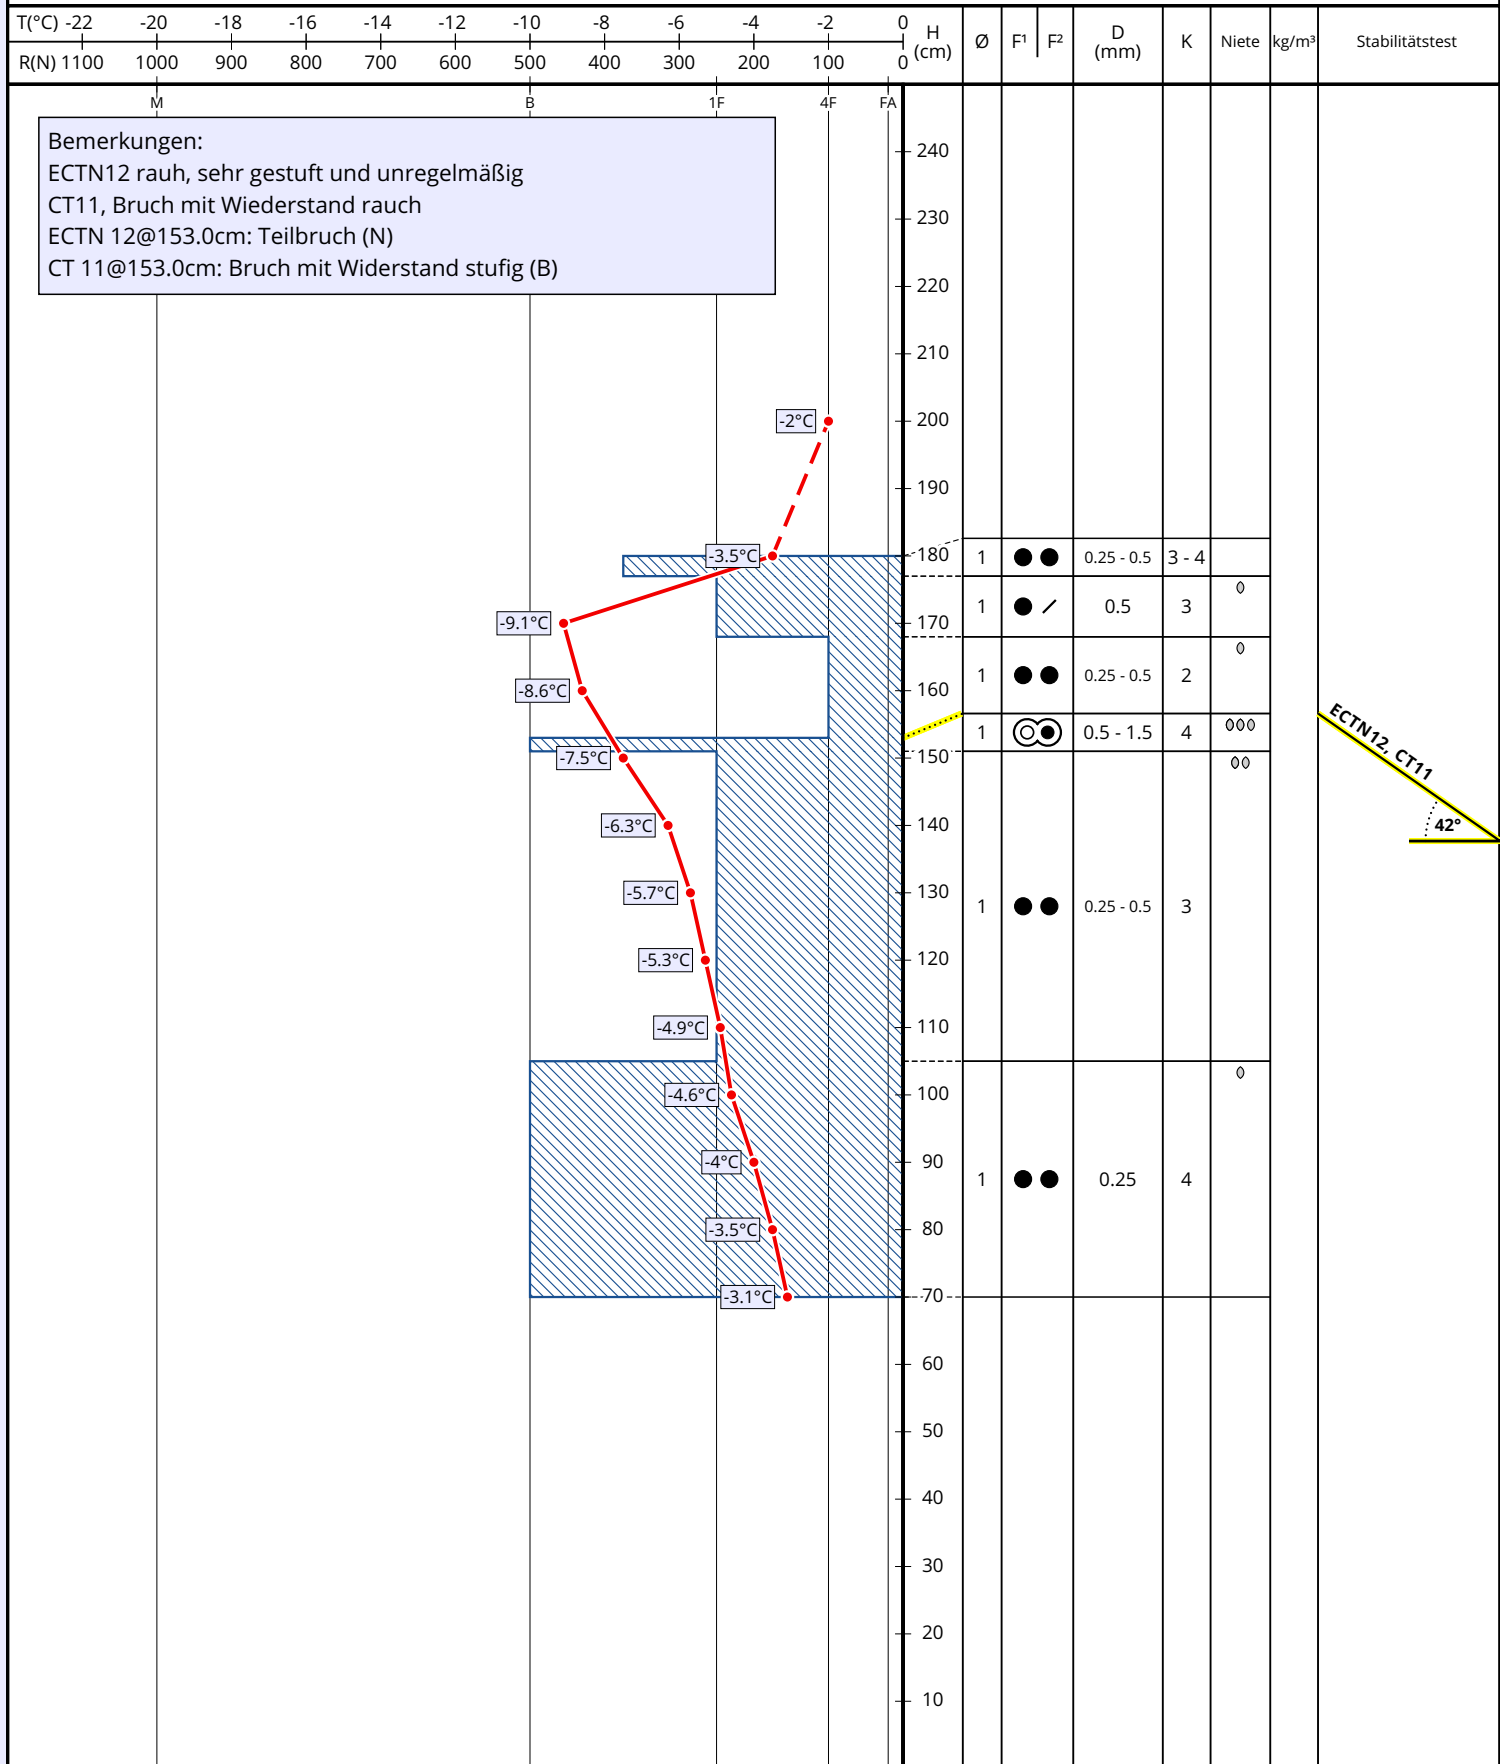 T(°C) -22 -20 -18 -16 -14 -12 -10 -8 -6 -4 -2 0
R(N) 1100 1000 900 800 700 600 500 400 300 200 100 0
H (cm) Ø F¹ F² D (mm) K Niete kg/m³ Stabilitätstest
M B 1F 4F FA
Bemerkungen:
ECTN12 rauh, sehr gestuft und unregelmäßig
CT11, Bruch mit Wiederstand rauch
ECTN 12@153.0cm: Teilbruch (N)
CT 11@153.0cm: Bruch mit Widerstand stufig (B)
240
230
220
210
-2°C 200
190
-3.5°C 180 1 0.25 - 0.5 3 - 4
1 0.5 3
-9.1°C 170
1 0.25 - 0.5 2
-8.6°C 160
1 0.5 - 1.5 4
ECTN12, CT11
-7.5°C 150
-6.3°C 140 42°
-5.7°C 130
1 0.25 - 0.5 3
-5.3°C 120
-4.9°C 110
-4.6°C 100
-4°C 90
1 0.25 4
-3.5°C 80
-3.1°C 70
60
50
40
30
20
10